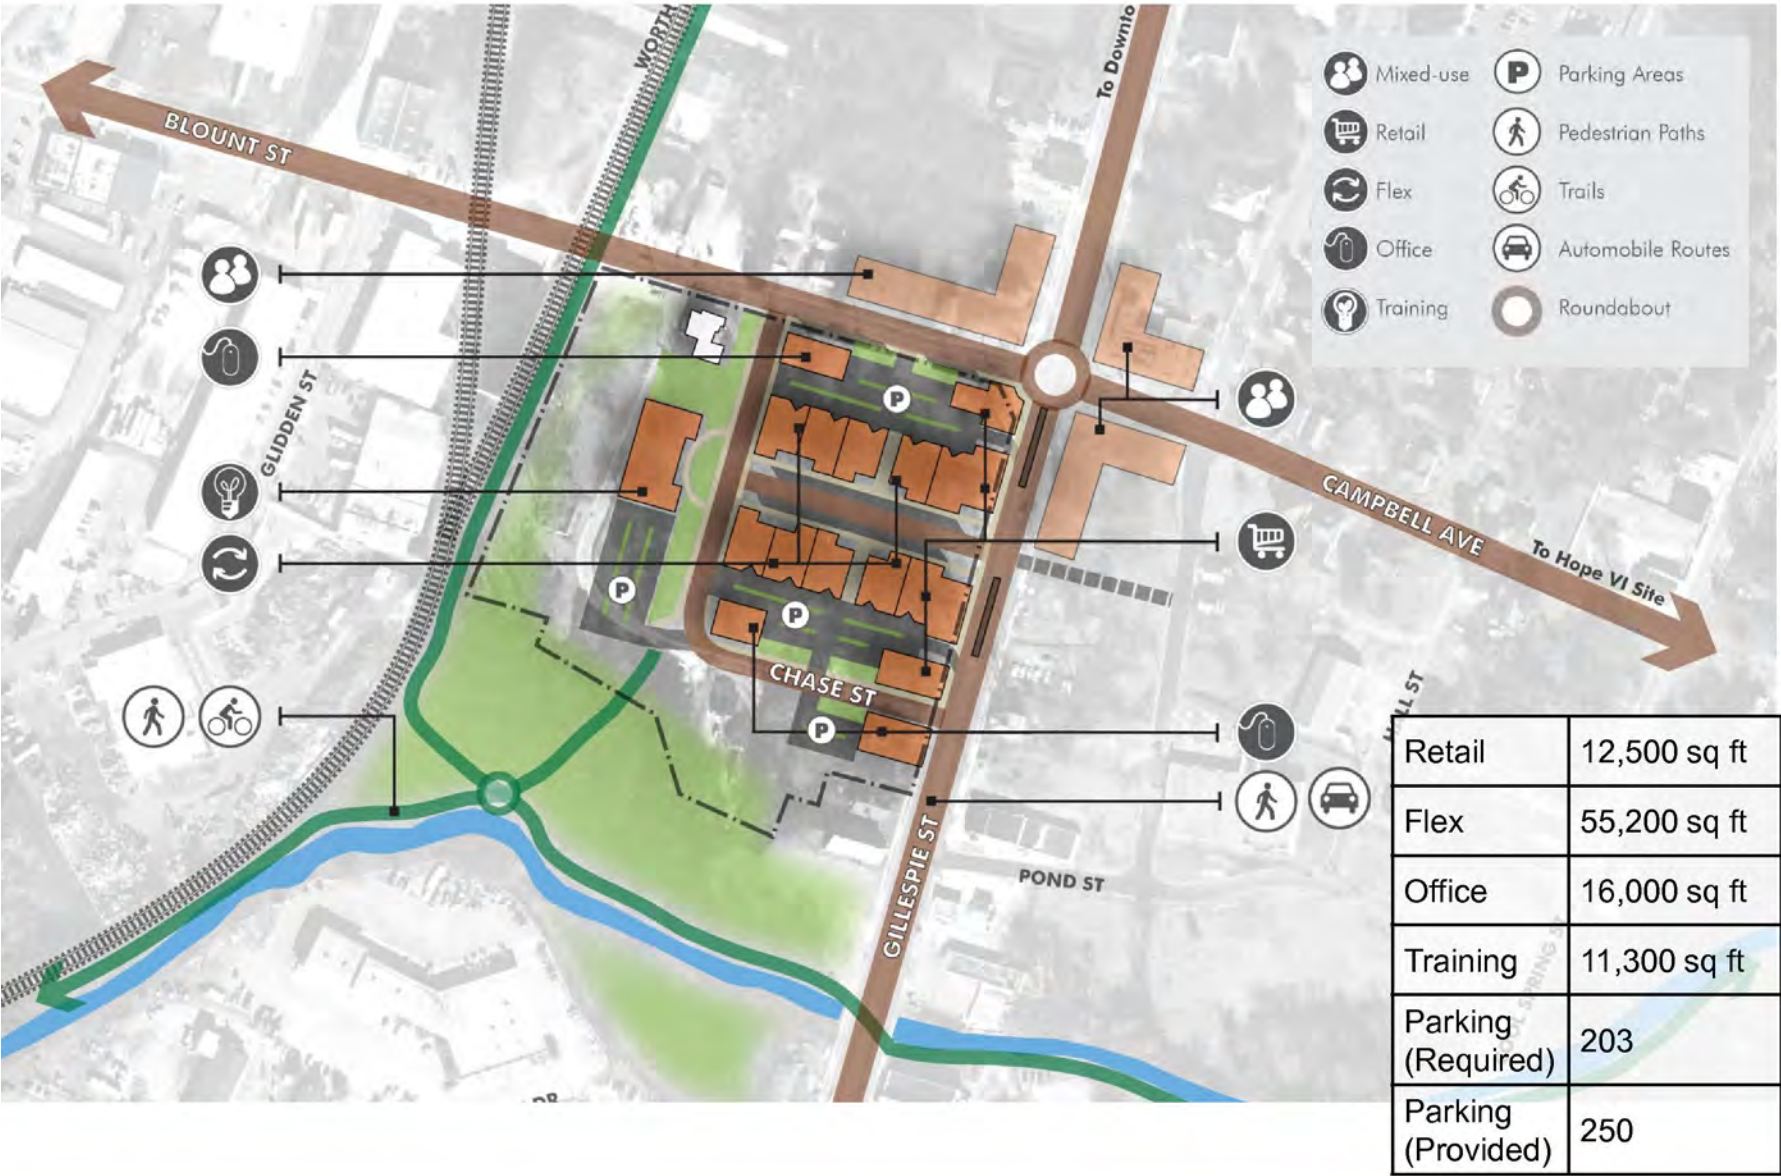 WORTH
To Downto
BLOUNT ST
Mixed-use
P
Parking Areas
Retail
Pedestrian Paths
Flex
Trails
Office
Automobile Routes
Training
Roundabout
GLIDDEN ST
P
CAMPBELL AVE
To Hope VI Site
P
P
CHASE ST
P
GILLESPIE ST
POND ST
Retail 12,500 sq ft
Flex 55,200 sq ft
Office 16,000 sq ft
Training 11,300 sq ft
Parking
(Required) 203
Parking
(Provided) 250